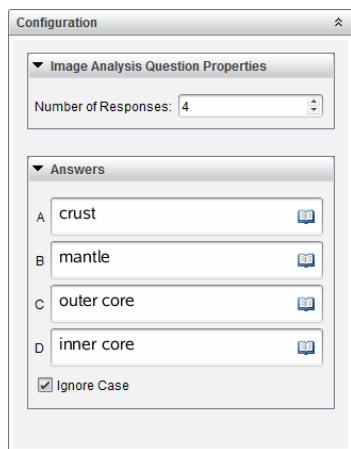 Configuration
Image Analysis Question Properties
Number of Responses: 4
Answers
A crust
B mantle
C outer core
D inner core
Ignore Case